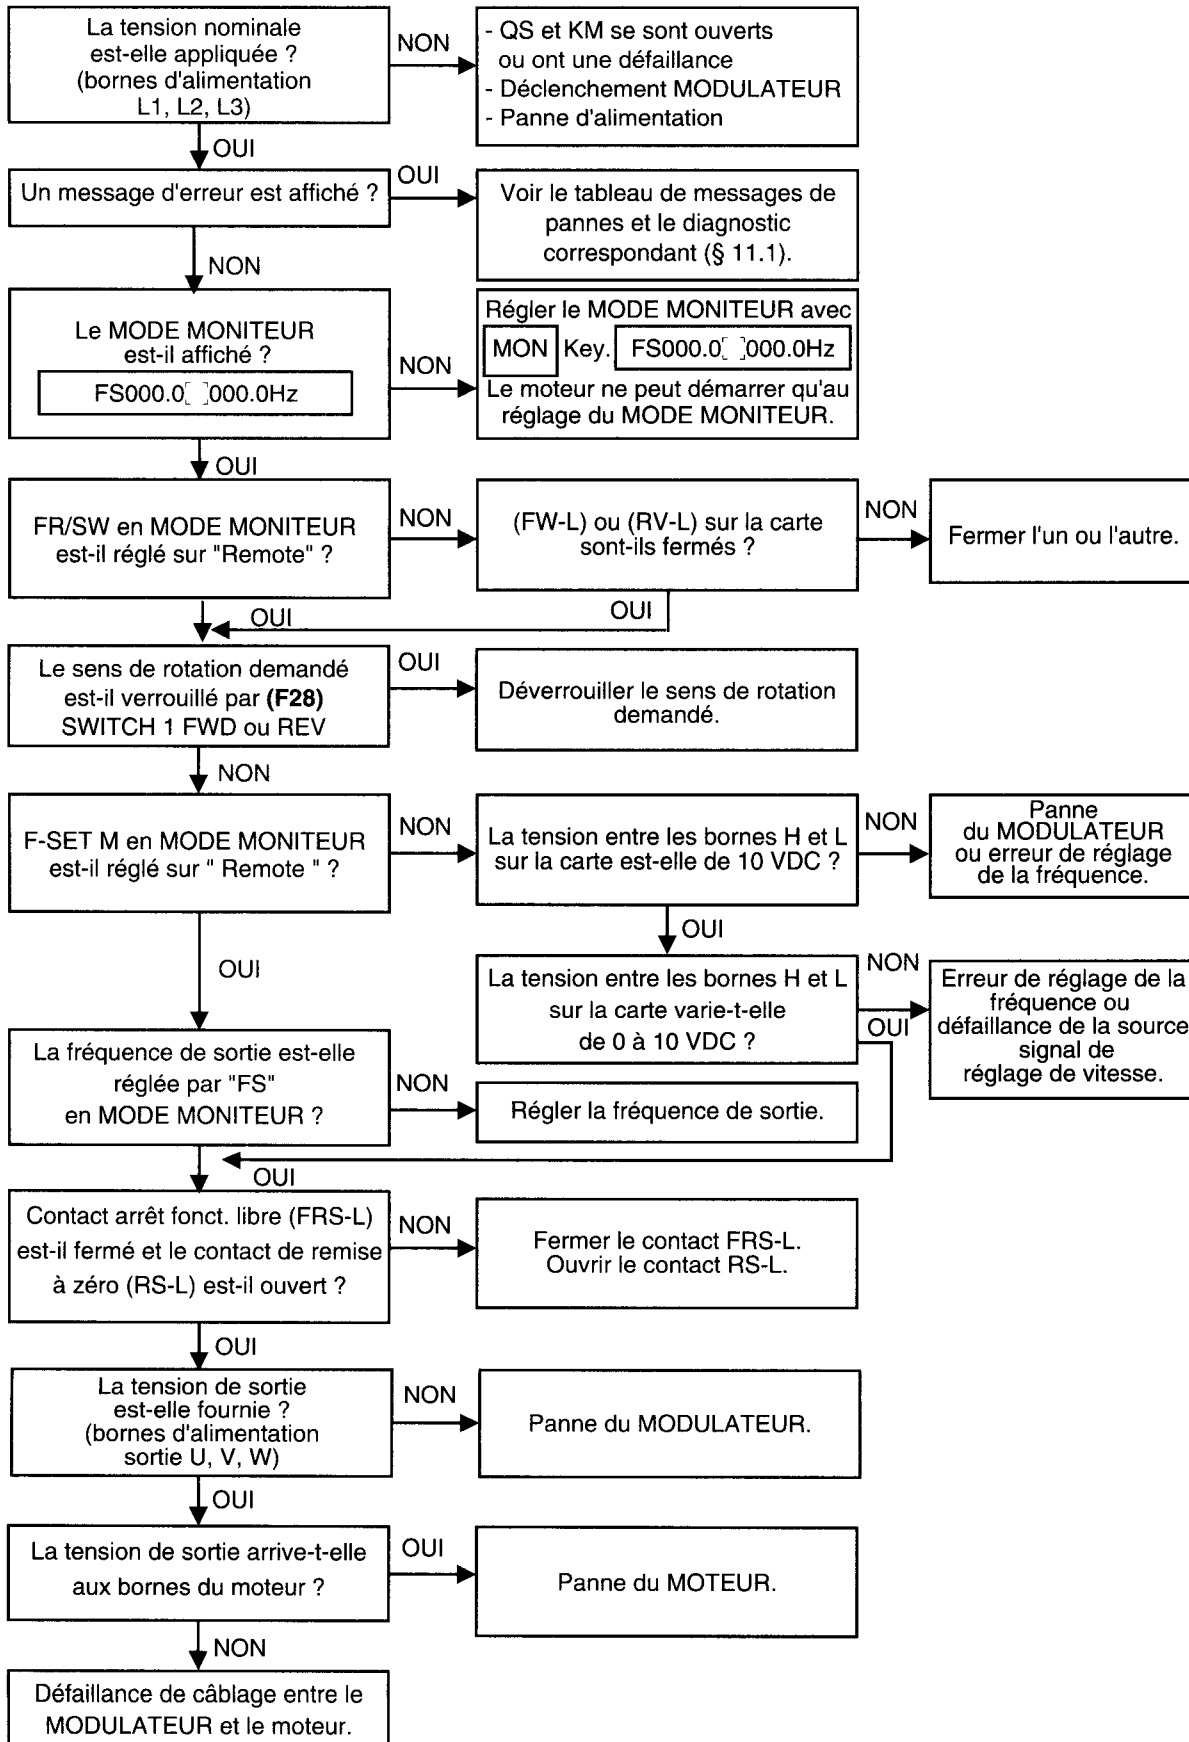 La tension nominale
est-elle appliquée ?
(bornes d'alimentation
L1, L2, L3)
NON
- QS et KM se sont ouverts
ou ont une défaillance
- Déclenchement MODULATEUR
- Panne d'alimentation
OUI
Un message d'erreur est affiché ?
OUI
Voir le tableau de messages de
pannes et le diagnostic
correspondant (§ 11.1).
NON
Le MODE MONITEUR
est-il affiché ?
FS000.0[ ]000.0Hz
NON
Régler le MODE MONITEUR avec
MON Key. FS000.0[ ]000.0Hz
Le moteur ne peut démarrer qu'au
réglage du MODE MONITEUR.
OUI
FR/SW en MODE MONITEUR
est-il réglé sur "Remote" ?
NON
(FW-L) ou (RV-L) sur la carte
sont-ils fermés ?
NON
Fermer l'un ou l'autre.
OUI
OUI
Le sens de rotation demandé
est-il verrouillé par (F28)
SWITCH 1 FWD ou REV
OUI
Déverrouiller le sens de rotation
demandé.
NON
F-SET M en MODE MONITEUR
est-il réglé sur " Remote " ?
NON
La tension entre les bornes H et L
sur la carte est-elle de 10 VDC ?
NON
Panne
du MODULATEUR
ou erreur de réglage
de la fréquence.
OUI
OUI
La tension entre les bornes H et L
sur la carte varie-t-elle
de 0 à 10 VDC ?
NON
OUI
Erreur de réglage de la
fréquence ou
défaillance de la source
signal de
réglage de vitesse.
La fréquence de sortie est-elle
réglée par "FS"
en MODE MONITEUR ?
NON
Régler la fréquence de sortie.
OUI
Contact arrêt fonct. libre (FRS-L)
est-il fermé et le contact de remise
à zéro (RS-L) est-il ouvert ?
NON
Fermer le contact FRS-L.
Ouvrir le contact RS-L.
OUI
La tension de sortie
est-elle fournie ?
(bornes d'alimentation
sortie U, V, W)
NON
Panne du MODULATEUR.
OUI
La tension de sortie arrive-t-elle
aux bornes du moteur ?
OUI
Panne du MOTEUR.
NON
Défaillance de câblage entre le
MODULATEUR et le moteur.